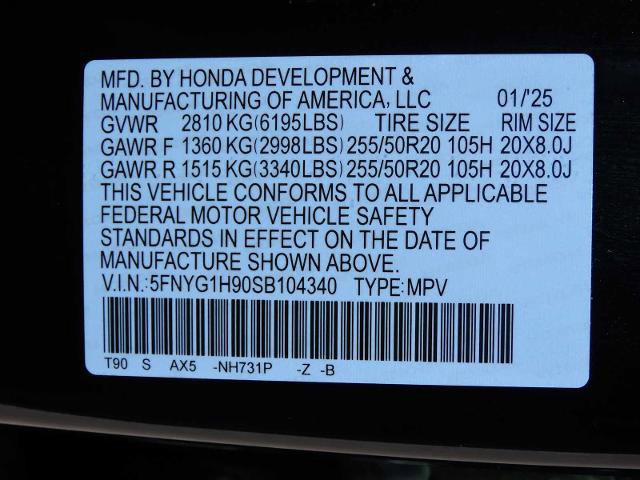 MFD. BY HONDA DEVELOPMENT &
MANUFACTURING OF AMERICA, LLC 01/'25
GVWR 2810 KG(6195LBS) TIRE SIZE RIM SIZE
GAWR F 1360 KG(2998LBS) 255/50R20 105H 20X8.0J
GAWR R 1515 KG(3340LBS) 255/50R20 105H 20X8.0J
THIS VEHICLE CONFORMS TO ALL APPLICABLE
FEDERAL MOTOR VEHICLE SAFETY
STANDARDS IN EFFECT ON THE DATE OF
MANUFACTURE SHOWN ABOVE.
V.I.N.:5FNYG1H90SB104340 TYPE:MPV
T90 S AX5 -NH731P -Z -B